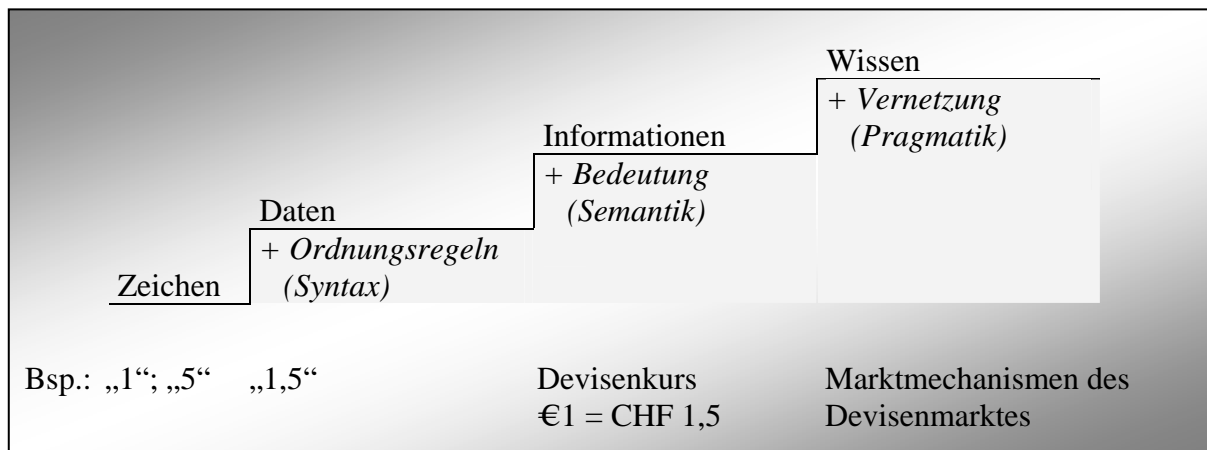 Wissen
+ Vernetzung
(Pragmatik)
Informationen
+ Bedeutung
(Semantik)
Daten
+ Ordnungsregeln
(Syntax)
Zeichen
Bsp.: „1“; „5“ „1,5“ Devisenkurs Marktmechanismen des
€1 = CHF 1,5 Devisenmarktes